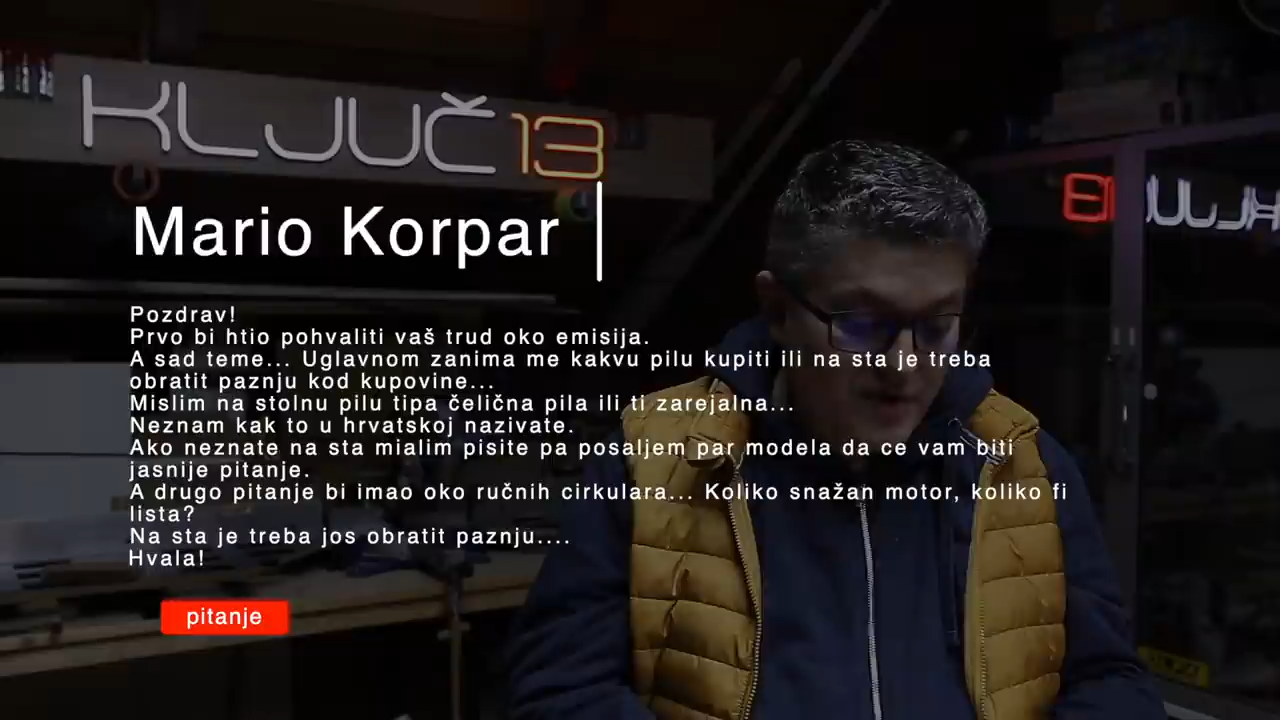 KLJUČ 13
Mario Korpar
Pozdrav!
Prvo bi htio pohvaliti vaš trud oko emisija.
A sad teme... Uglavnom zanima me kakvu pilu kupiti ili na sta je treba
obratit paznju kod kupovine...
Mislim na stolnu pilu tipa čelična pila ili ti zarejalna...
Neznam kak to u hrvatskoj nazivate.
Ako neznate na sta mialim pisite pa posaljem par modela da ce vam biti
jasnije pitanje.
A drugo pitanje bi imao oko ručnih cirkulara... Koliko snažan motor, koliko fi
lista?
Na sta je treba jos obratit paznju....
Hvala!
pitanje